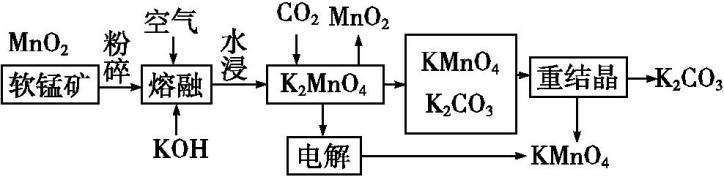 MnO₂
软锰矿
粉碎
空气
熔融
KOH
水浸
CO₂
MnO₂
K₂MnO₄
电解
KMnO₄
K₂CO₃
重结晶
K₂CO₃
KMnO₄